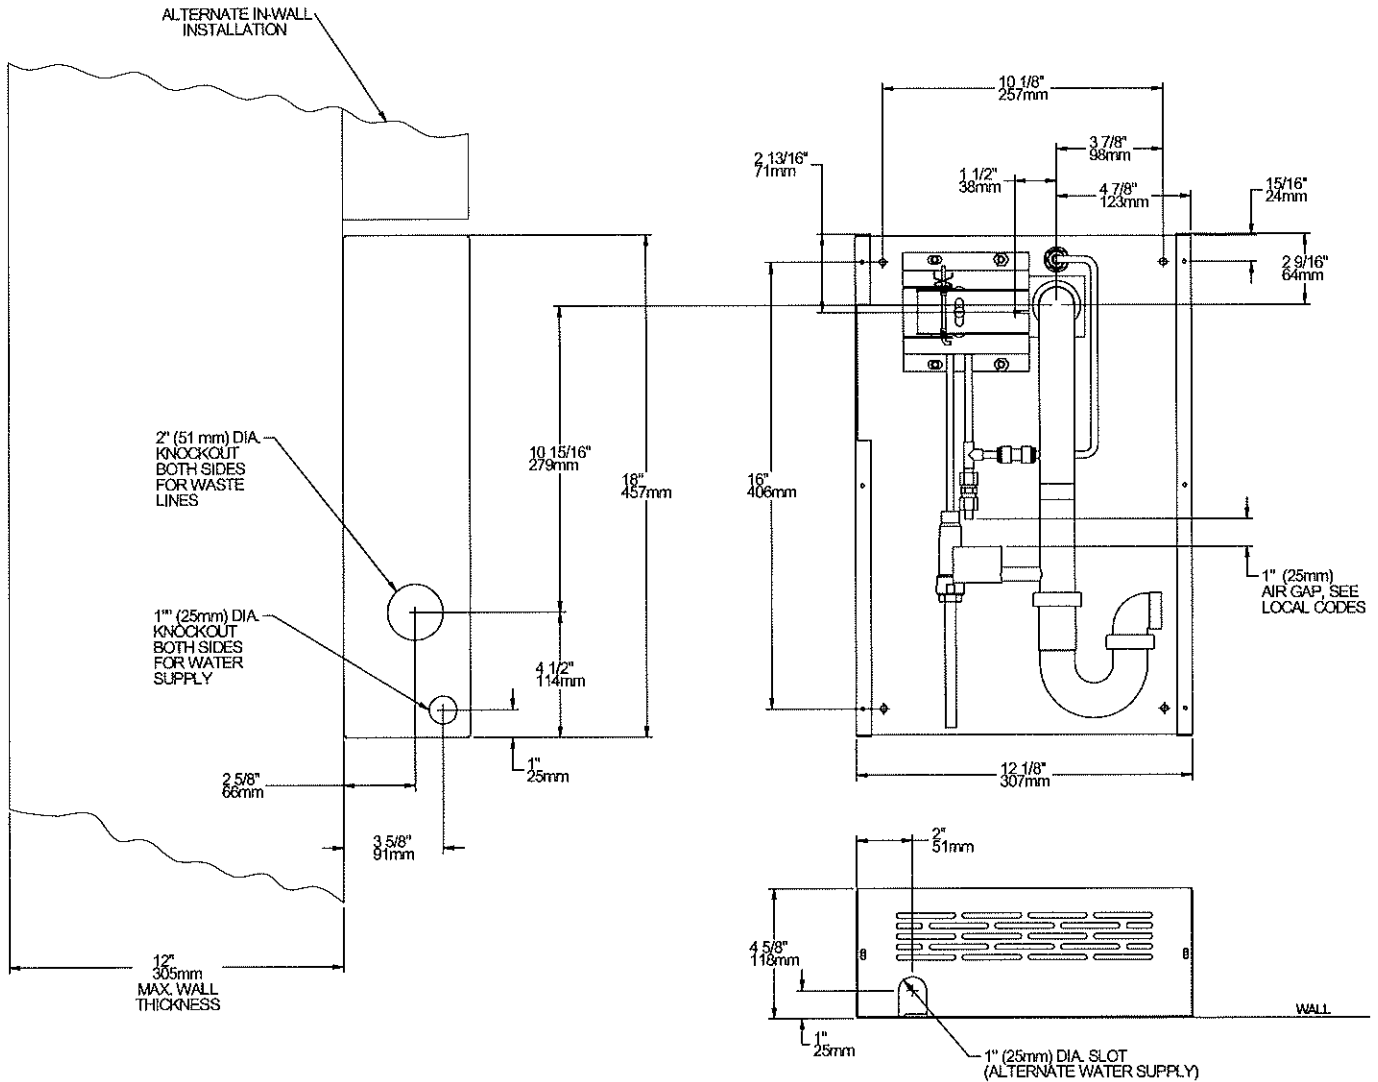 ALTERNATE IN-WALL
INSTALLATION
10 1/8"
257mm
3 7/8"
98mm
2 13/16"
71mm
1 1/2"
38mm
4 7/8"
123mm
15/16"
24mm
2 9/16"
64mm
2" (51 mm) DIA.
KNOCKOUT
BOTH SIDES
FOR WASTE
LINES
10 15/16"
279mm
18"
457mm
16"
406mm
1" (25mm)
AIR GAP, SEE
LOCAL CODES
1"" (25mm) DIA.
KNOCKOUT
BOTH SIDES
FOR WATER
SUPPLY
4 1/2"
114mm
1"
25mm
2 5/8"
66mm
12 1/8"
307mm
3 5/8"
91mm
2"
51mm
4 5/8"
118mm
12"
305mm
MAX. WALL
THICKNESS
WALL
1"
25mm
1" (25mm) DIA. SLOT
(ALTERNATE WATER SUPPLY)